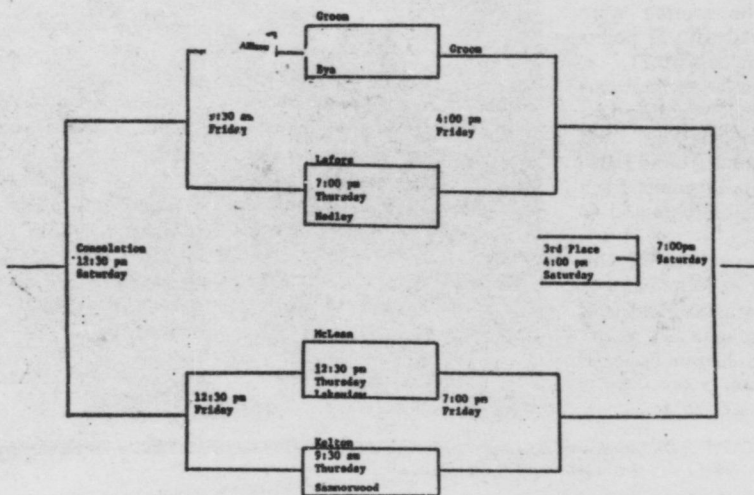 Groom
Groom
Bye
9:30 am
Friday
4:00 pm
Friday
Lefors
7:00 pm
Thursday
Hedley
Consolation
12:30 pm
Saturday
3rd Place
4:00 pm
Saturday
7:00pm
Saturday
McLean
12:30 pm
Thursday
Lakeview
12:30 pm
Friday
7:00 pm
Friday
Kelton
9:30 am
Thursday
Samnorwood